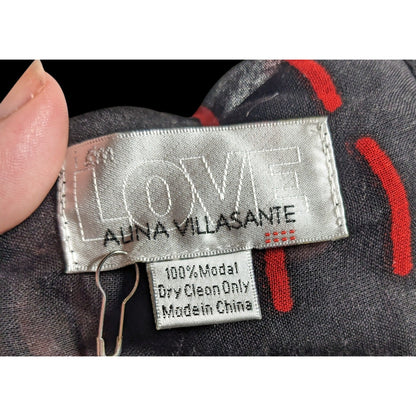 LOVE
ALINA VILLASANTE
100% Modal
Dry Clean Only
Made in China